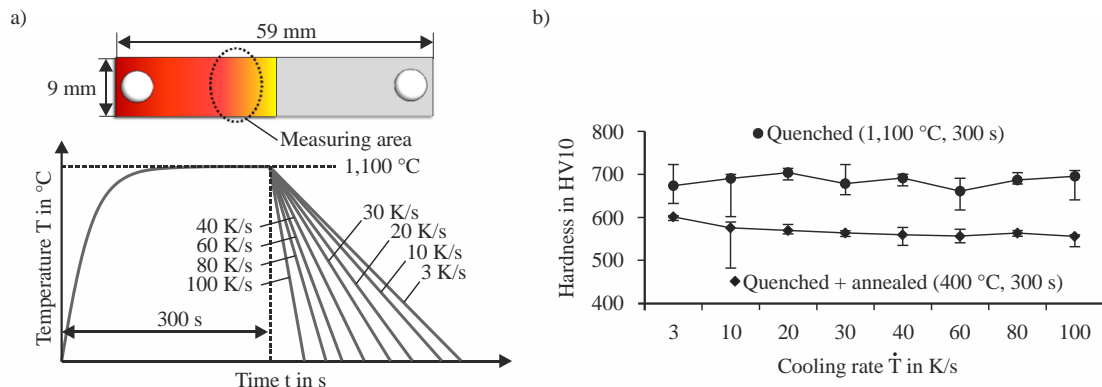 a)
59 mm
9 mm
Measuring area
1,100 °C
Temperature T in °C
40 K/s
60 K/s
80 K/s
100 K/s
30 K/s
20 K/s
10 K/s
3 K/s
300 s
Time t in s
b)
Hardness in HV10
800
700
600
500
400
Quenched (1,100 °C, 300 s)
Quenched + annealed (400 °C, 300 s)
3 10 20 30 40 60 80 100
Cooling rate Ṫ in K/s